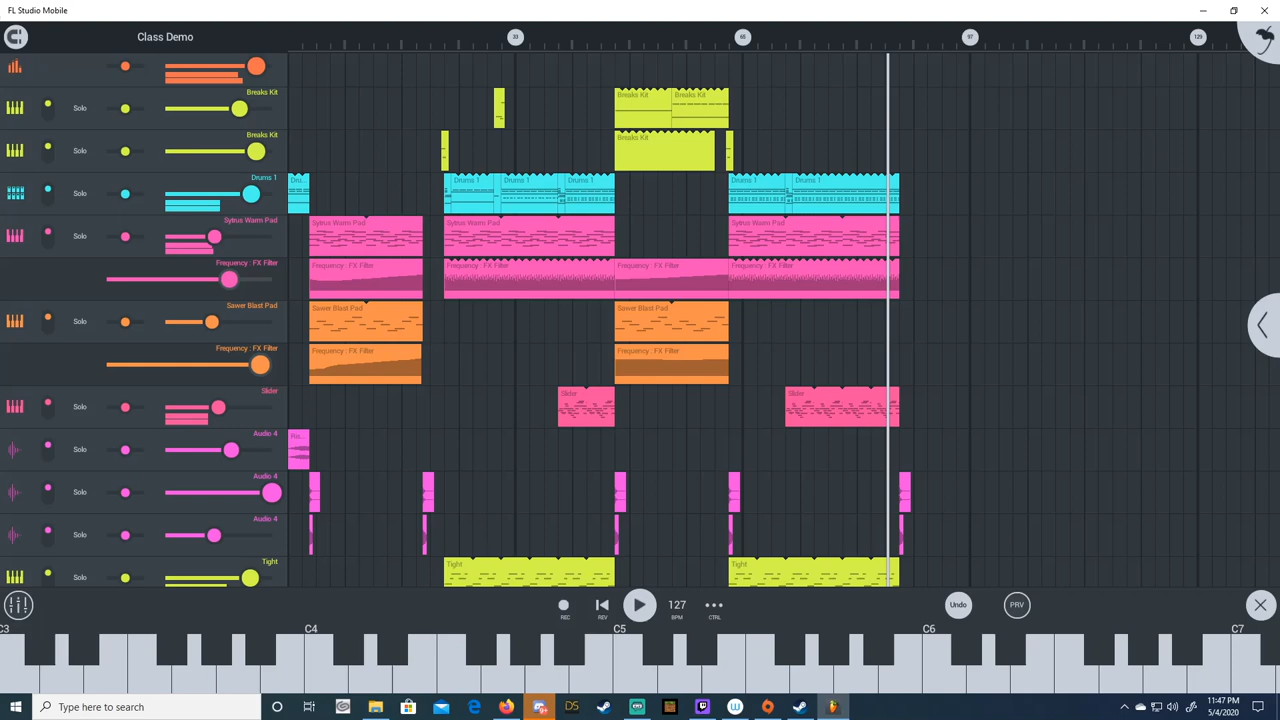 FL Studio Mobile
Class Demo
33
65
97
129
Breaks Kit
Solo
Breaks Kit
Breaks Kit
Breaks Kit
Solo
Breaks Kit
Drums 1
Solo
Dru...
Drums 1
Drums 1
Drums 1
Drums 1
Drums 1
Sytrus Warm Pad
Sytrus Warm Pad
Sytrus Warm Pad
Sytrus Warm Pad
Frequency : FX Filter
Frequency : FX Filter
Frequency : FX Filter
Frequency : FX Filter
Frequency : FX Filter
Sawer Blast Pad
Solo
Sawer Blast Pad
Sawer Blast Pad
Frequency : FX Filter
Frequency : FX Filter
Frequency : FX Filter
Slider
Solo
Slider
Slider
Audio 4
Solo
Ris...
Audio 4
Solo
Audio 4
Solo
Tight
Solo
Tight
Tight
REC
REV
127
BPM
CTRL
Undo
PRV
C3
C4
C5
C6
C7
Type here to search
DS
11:47 PM
5/4/2020